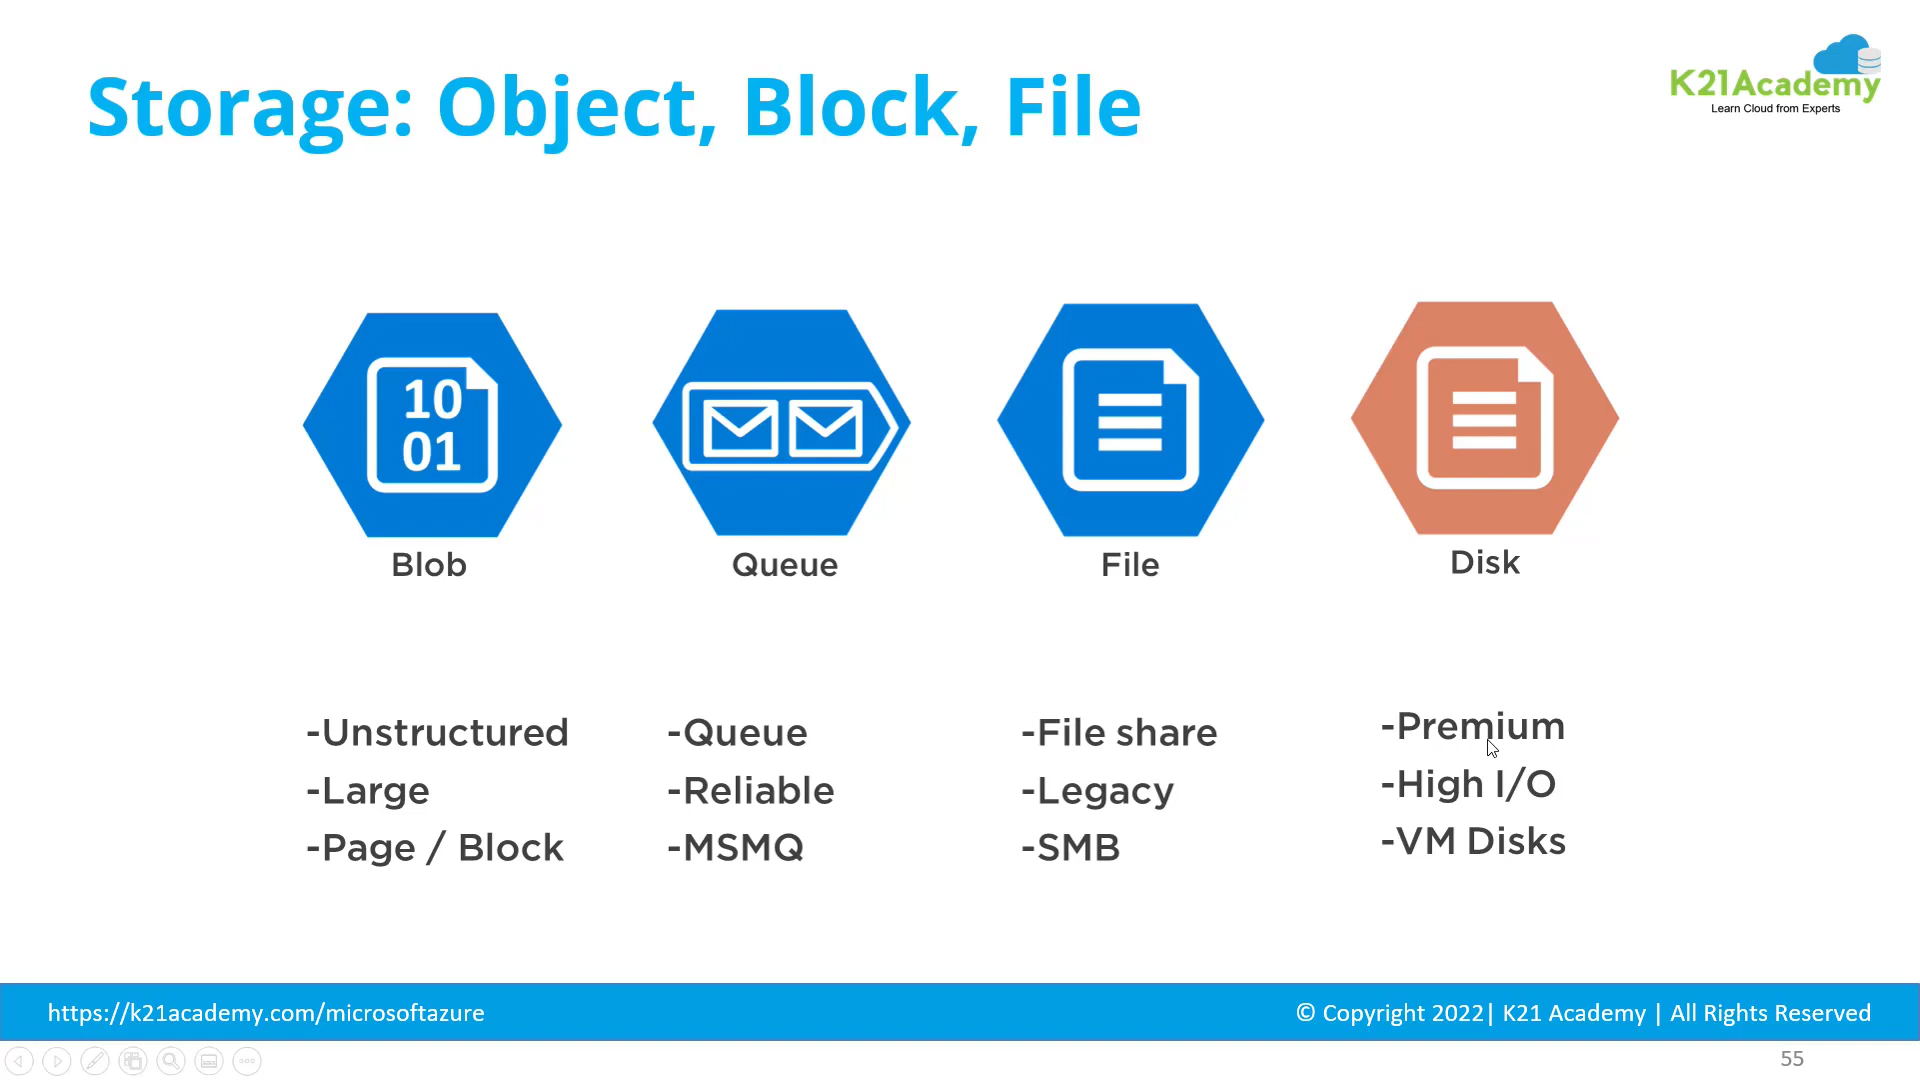 Storage: Object, Block, File
K21Academy
Learn Cloud from Experts
10
01
Blob
Queue
File
Disk
-Unstructured
-Large
-Page / Block
-Queue
-Reliable
-MSMQ
-File share
-Legacy
-SMB
-Premium
-High I/O
-VM Disks
https://k21academy.com/microsoftazure
© Copyright 2022| K21 Academy | All Rights Reserved
55